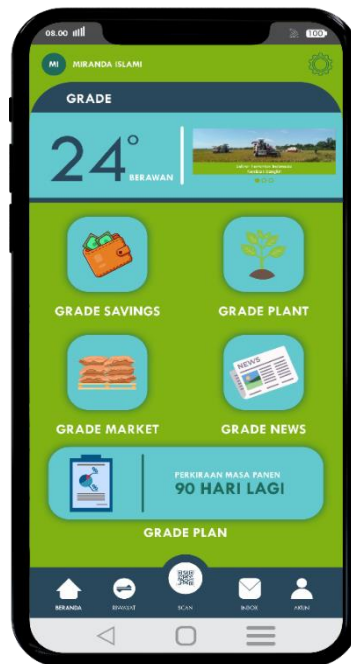 08.00
100
MI MIRANDA ISLAMI
GRADE
24°
BERAWAN
GRADE SAVINGS
GRADE PLANT
NEWS
GRADE MARKET
GRADE NEWS
PERKIRAAN MASA PANEN
90 HARI LAGI
GRADE PLAN
BERANDA
RIWAYAT
SCAN
INBOX
AKUN